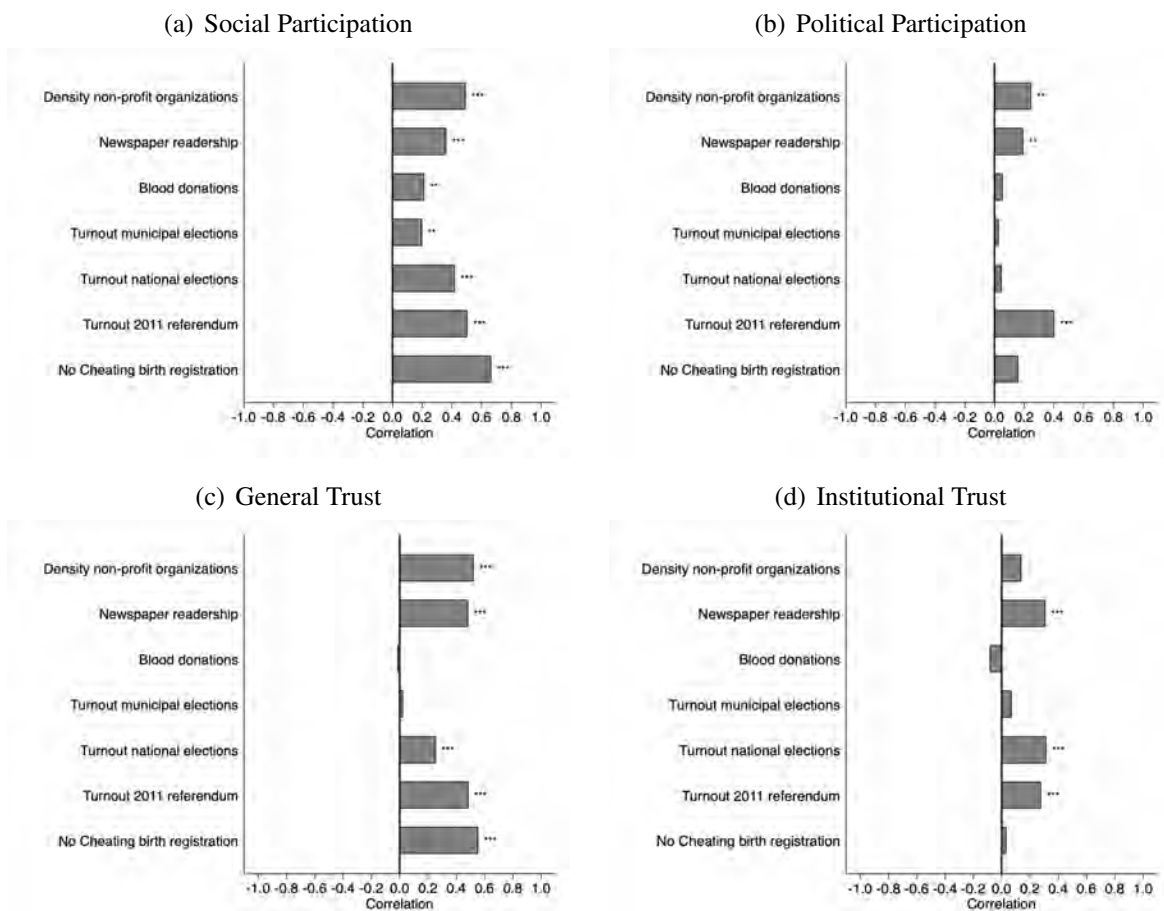 (a) Social Participation
Density non-profit organizations ***
Newspaper readership ***
Blood donations **
Turnout municipal elections **
Turnout national elections ***
Turnout 2011 referendum ***
No Cheating birth registration ***
-1.0 -0.8 -0.6 -0.4 -0.2 0.0 0.2 0.4 0.6 0.8 1.0
Correlation
(b) Political Participation
Density non-profit organizations **
Newspaper readership **
Blood donations
Turnout municipal elections
Turnout national elections
Turnout 2011 referendum ***
No Cheating birth registration
-1.0 -0.8 -0.6 -0.4 -0.2 0.0 0.2 0.4 0.6 0.8 1.0
Correlation
(c) General Trust
Density non-profit organizations ***
Newspaper readership ***
Blood donations
Turnout municipal elections
Turnout national elections ***
Turnout 2011 referendum ***
No Cheating birth registration ***
-1.0 -0.8 -0.6 -0.4 -0.2 0.0 0.2 0.4 0.6 0.8 1.0
Correlation
(d) Institutional Trust
Density non-profit organizations
Newspaper readership ***
Blood donations
Turnout municipal elections
Turnout national elections ***
Turnout 2011 referendum ***
No Cheating birth registration
-1.0 -0.8 -0.6 -0.4 -0.2 0.0 0.2 0.4 0.6 0.8 1.0
Correlation